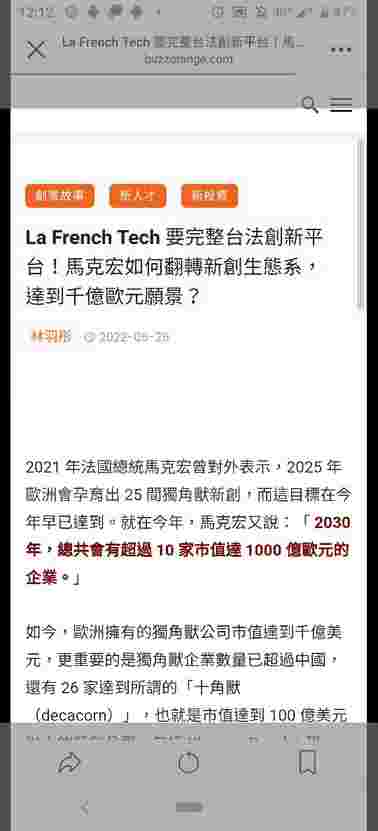 12:12
La French Tech 要完整台法創新平台！馬...
buzzorange.com
創業故事 新人才 新投資
La French Tech 要完整台法創新平
台！馬克宏如何翻轉新創生態系，
達到千億歐元願景？
林羽彤
2021 年法國總統馬克宏曾對外表示，2025 年
歐洲會孕育出 25 間獨角獸新創，而這目標在今
年早已達到。就在今年，馬克宏又說：「 2030
年，總共會有超過 10 家市值達 1000 億歐元的
企業。」
如今，歐洲擁有的獨角獸公司市值達到千億美
元，更重要的是獨角獸企業數量已超過中國，
還有 26 家達到所謂的「十角獸
（decacorn）」，也就是市值達到 100 億美元